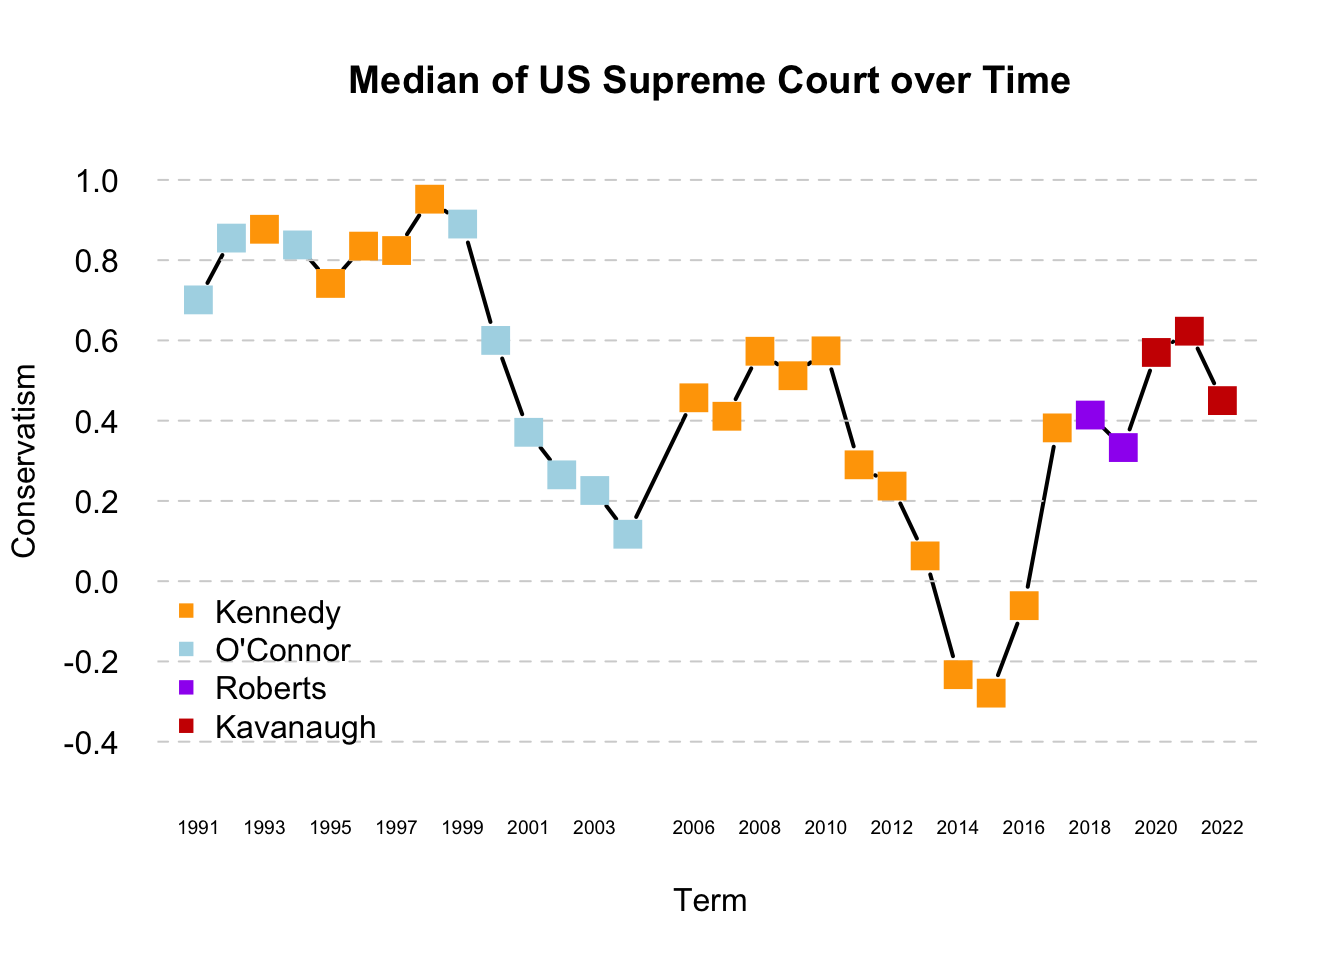 Median of US Supreme Court over Time
Conservatism
1.0
0.8
0.6
0.4
0.2
0.0
-0.2
-0.4
Kennedy
O'Connor
Roberts
Kavanaugh
1991 1993 1995 1997 1999 2001 2003 2006 2008 2010 2012 2014 2016 2018 2020 2022
Term